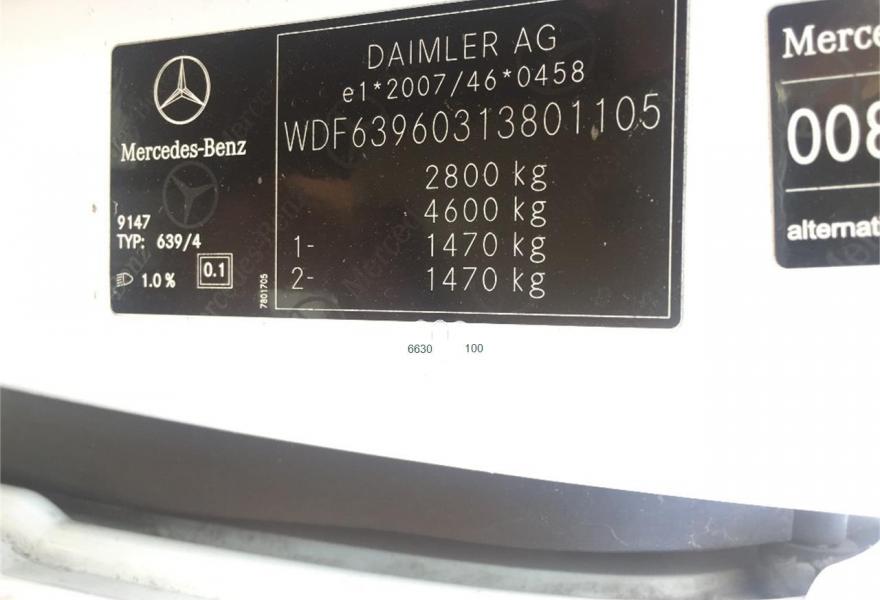 DAIMLER AG
e1*2007/46*0458
WDF63960313801105
2800 kg
4600 kg
1- 1470 kg
2- 1470 kg
Mercedes-Benz
9147
TYP: 639/4
1.0 %
0.1
7801705
6630 100
Merce
008
alternati